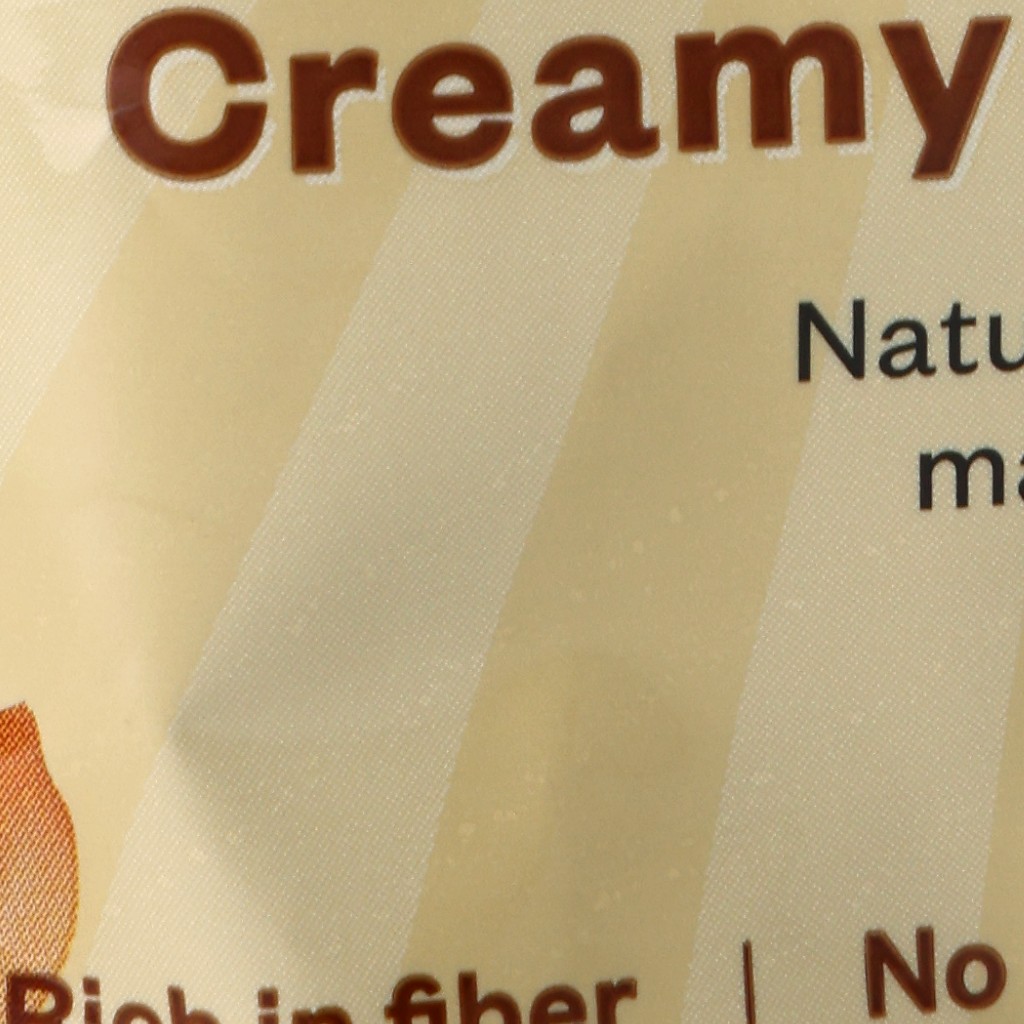 Creamy
Natu
ma
Rich in fiber | No